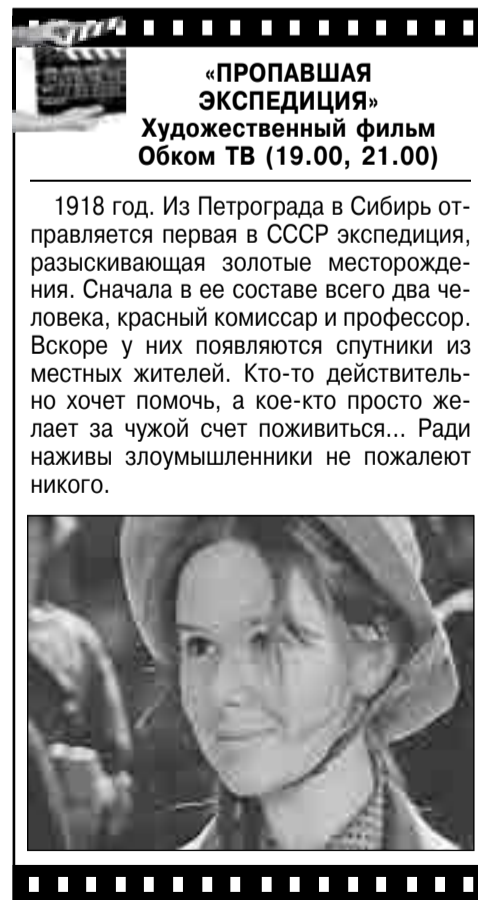 «ПРОПАВШАЯ
ЭКСПЕДИЦИЯ»
Художественный фильм
Обком ТВ (19.00, 21.00)
1918 год. Из Петрограда в Сибирь от-
правляется первая в СССР экспедиция,
разыскивающая золотые месторожде-
ния. Сначала в ее составе всего два че-
ловека, красный комиссар и профессор.
Вскоре у них появляются спутники из
местных жителей. Кто-то действитель-
но хочет помочь, а кое-кто просто же-
лает за чужой счет поживиться... Ради
наживы злоумышленники не пожалеют
никого.